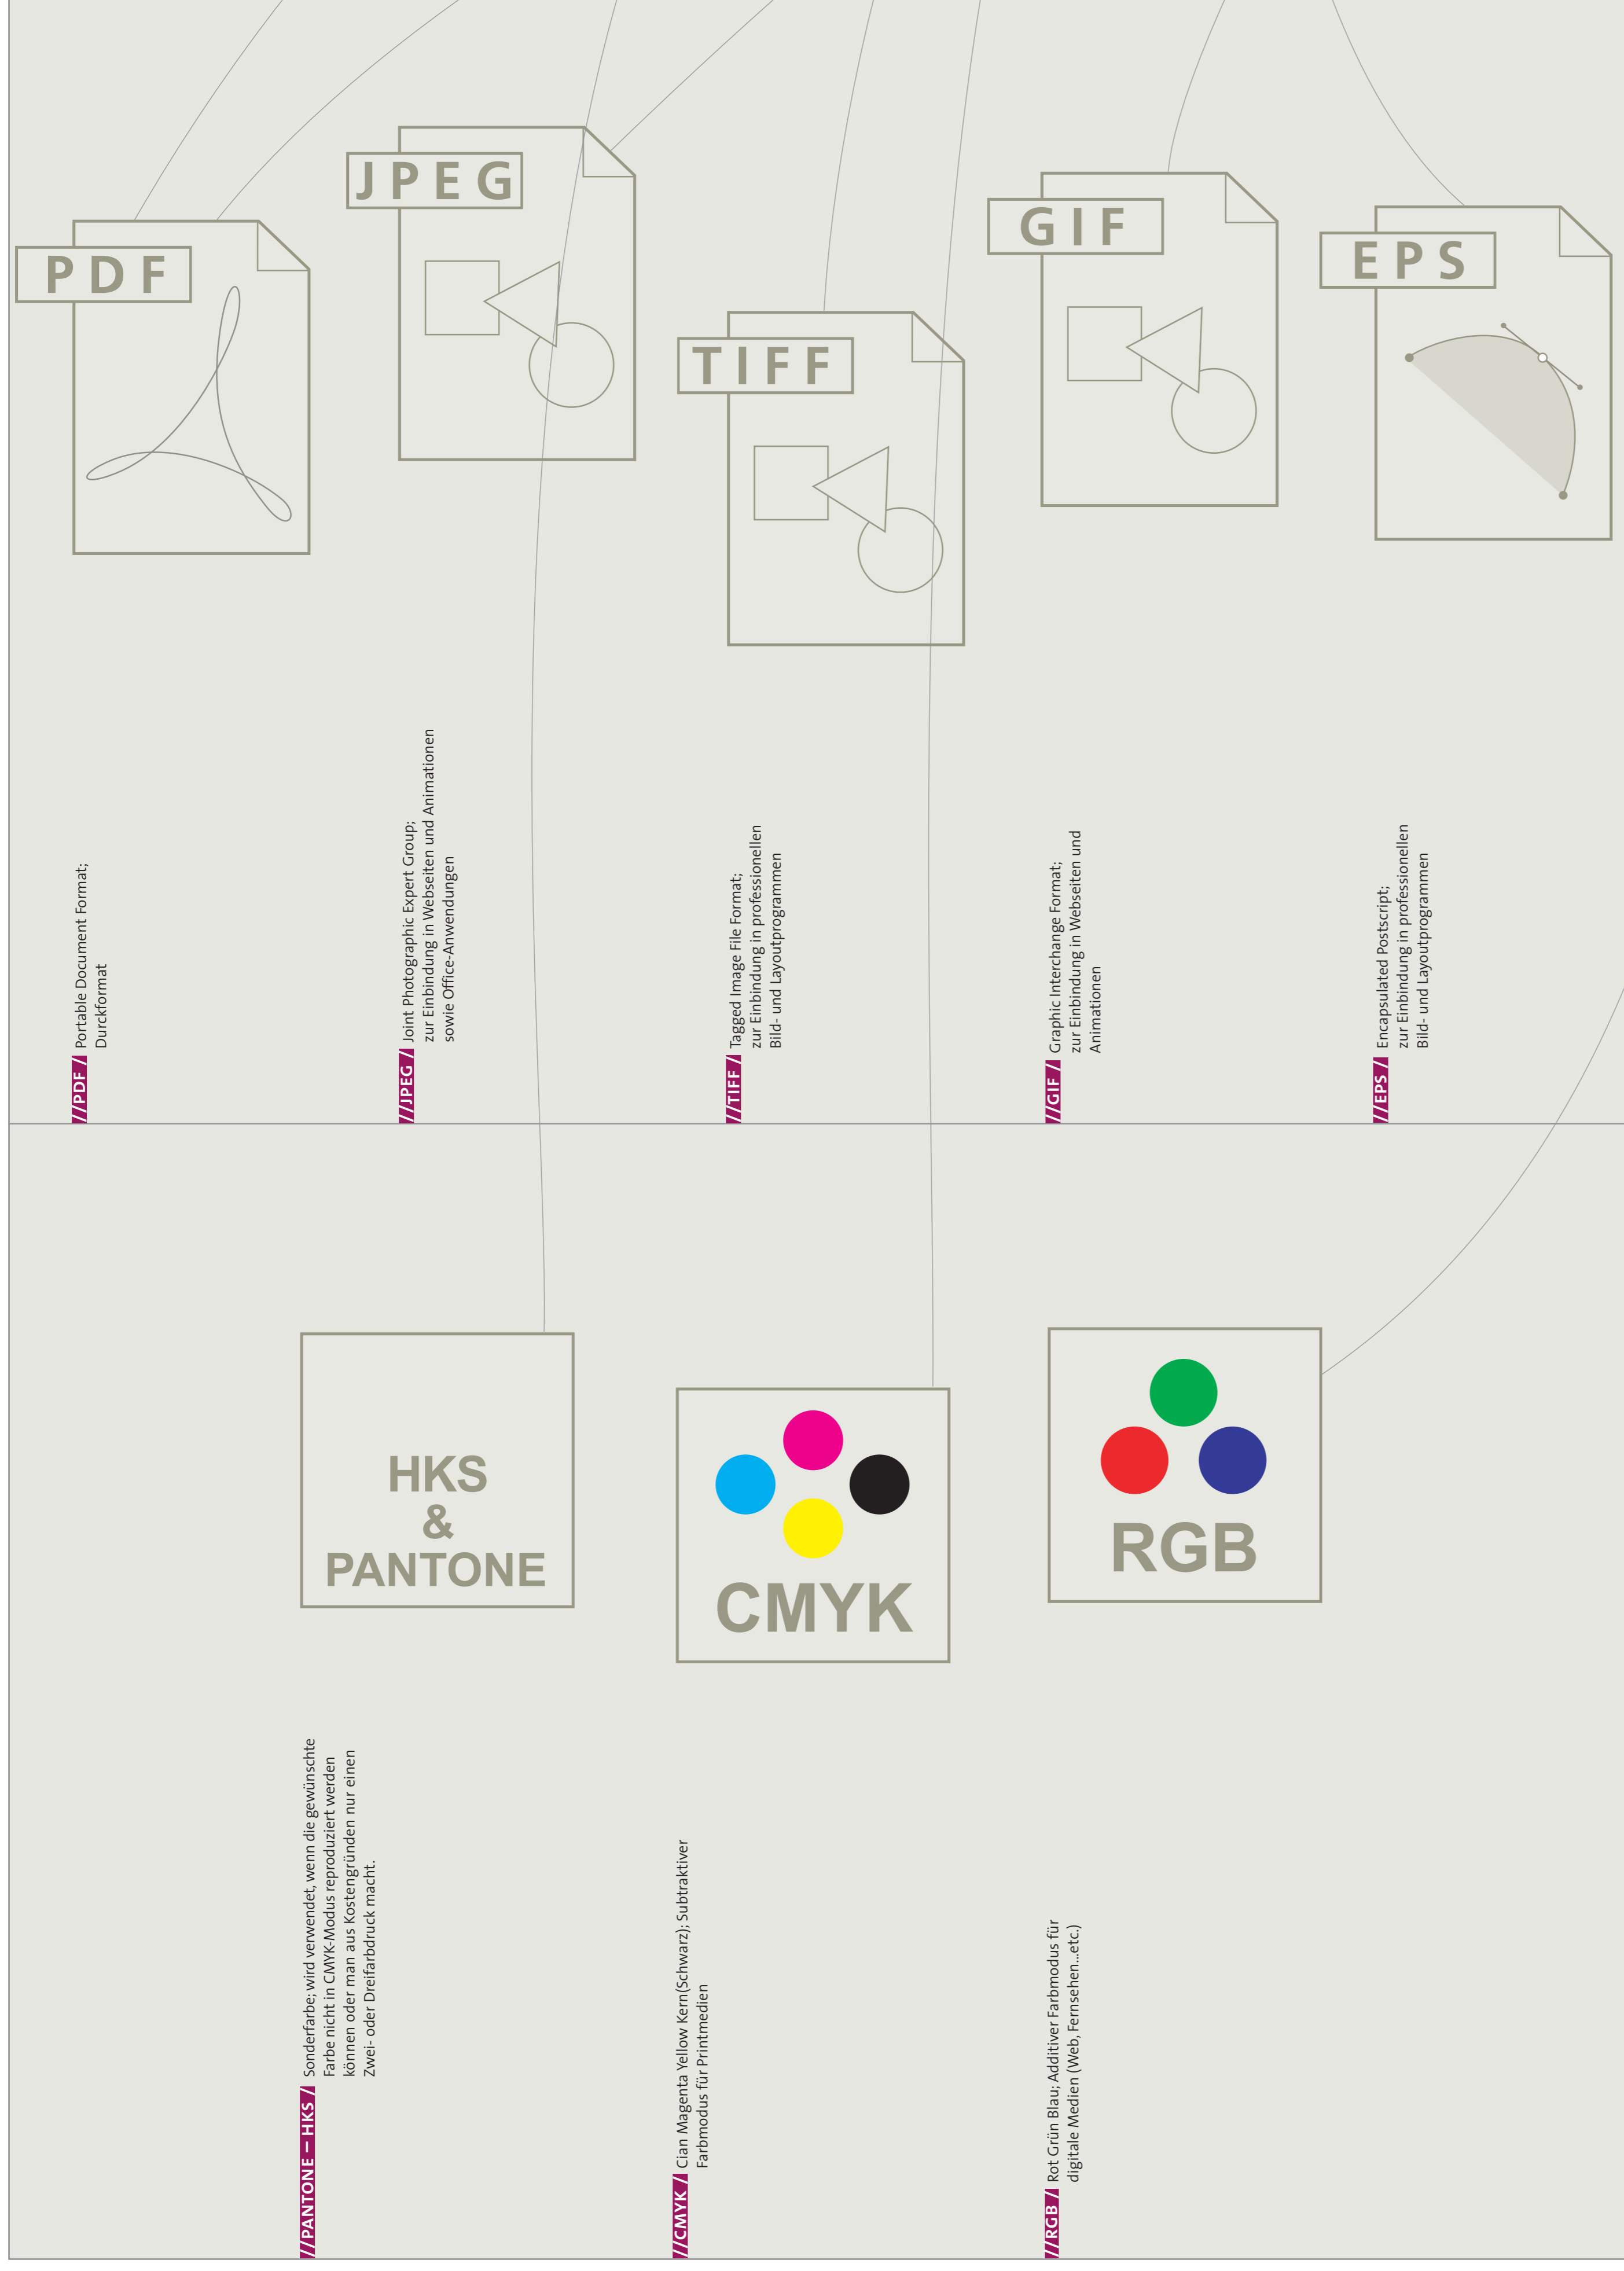 PDF
JPEG
TIFF
GIF
EPS
///PDF / Portable Document Format;
Durckformat
///JPEG / Joint Photographic Expert Group;
zur Einbindung in Webseiten und Animationen
sowie Office-Anwendungen
///TIFF / Tagged Image File Format;
zur Einbindung in professionellen
Bild- und Layoutprogrammen
///GIF / Graphic Interchange Format;
zur Einbindung in Webseiten und
Animationen
///EPS / Encapsulated Postscript;
zur Einbindung in professionellen
Bild- und Layoutprogrammen
HKS
&
PANTONE
CMYK
RGB
///PANTONE – HKS / Sonderfarbe; wird verwendet, wenn die gewünschte
Farbe nicht in CMYK-Modus reproduziert werden
können oder man aus Kostengründen nur einen
Zwei- oder Dreifarbdruck macht.
///CMYK / Cian Magenta Yellow Kern(Schwarz); Subtraktiver
Farbmodus für Printmedien
///RGB / Rot Grün Blau; Additiver Farbmodus für
digitale Medien (Web, Fernsehen...etc.)